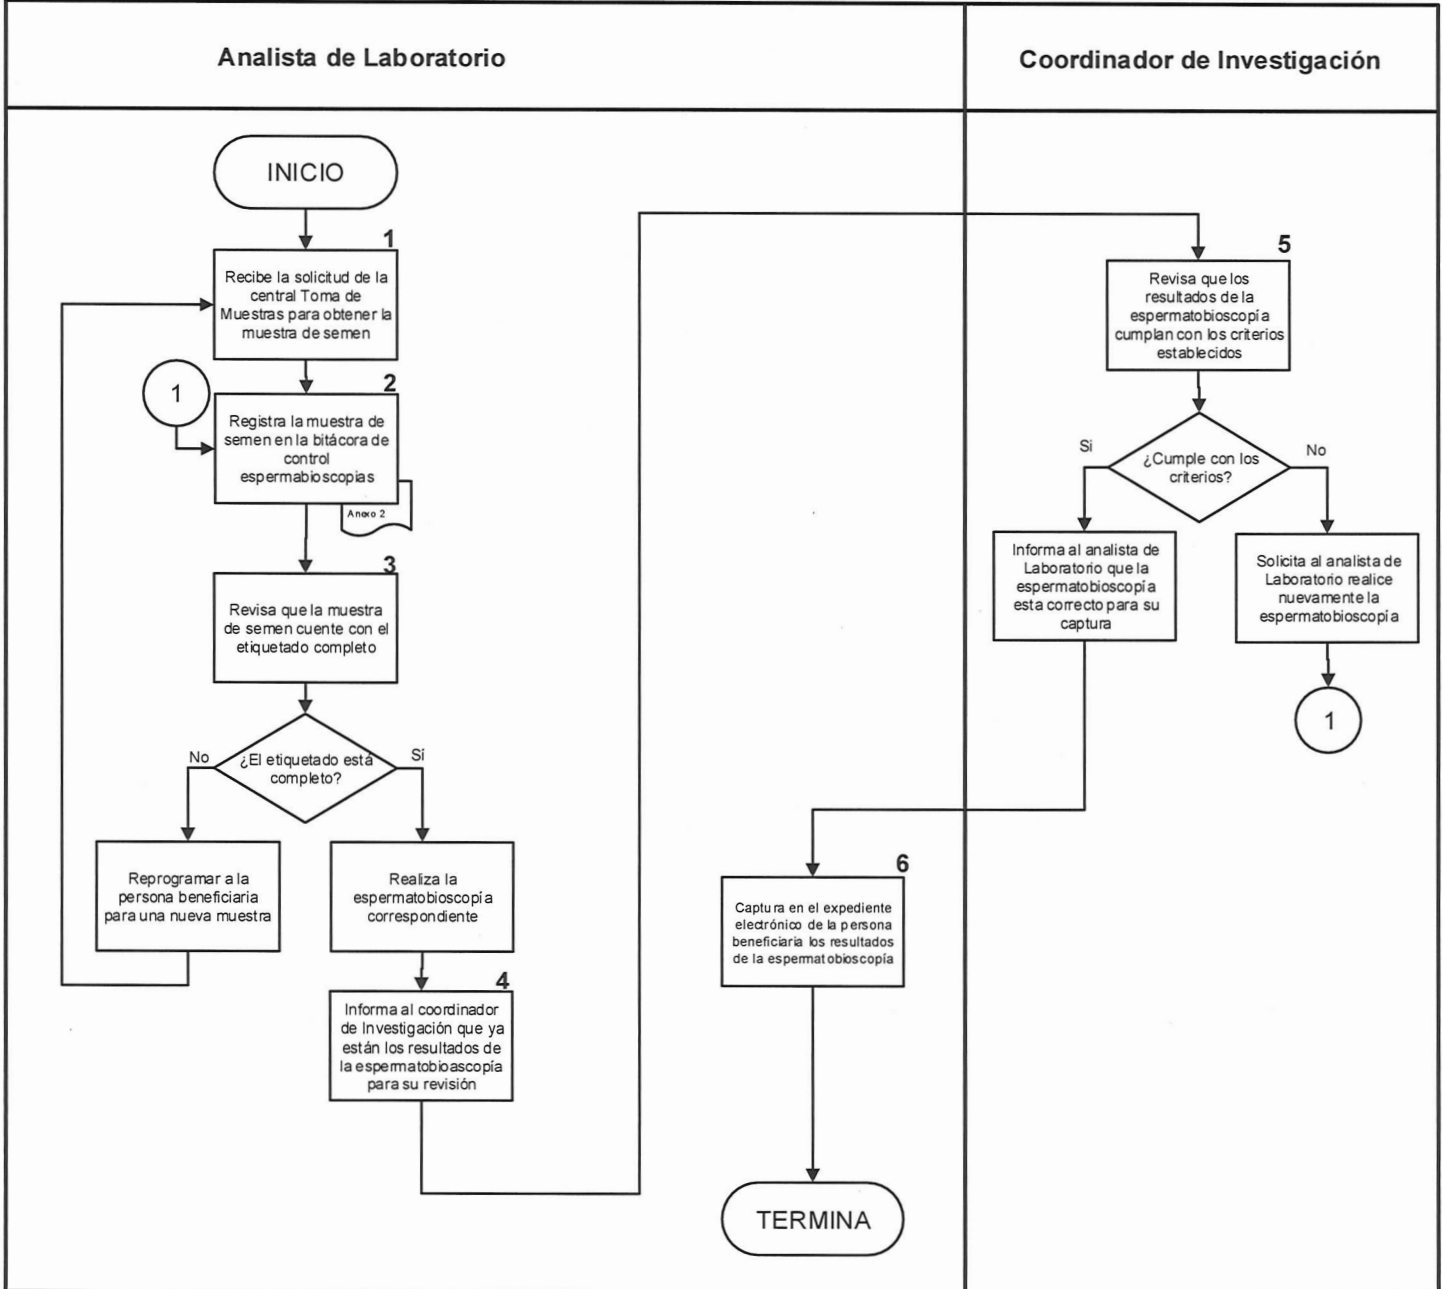 Analista de Laboratorio
Coordinador de Investigación
INICIO
1
Recibe la solicitud de la
central Toma de
Muestras para obtener la
muestra de semen
1
2
Registra la muestra de
semen en la bitácora de
control
espermabioscopias
Anexo 2
3
Revisa que la muestra
de semen cuente con el
etiquetado completo
¿El etiquetado está
completo?
No
Sí
Reprogramar a la
persona beneficiaria
para una nueva muestra
Realiza la
espermatobioscopía
correspondiente
4
Informa al coordinador
de Investigación que ya
están los resultados de
la espermatobioascopía
para su revisión
5
Revisa que los
resultados de la
espermatobioscopía
cumplan con los criterios
establecidos
¿Cumple con los
criterios?
Si
No
Informa al analista de
Laboratorio que la
espermatobioscopía
esta correcto para su
captura
Solicita al analista de
Laboratorio realice
nuevamente la
espermatobioscopía
1
6
Captura en el expediente
electrónico de la persona
beneficiaria los resultados
de la espermatobioscopía
TERMINA